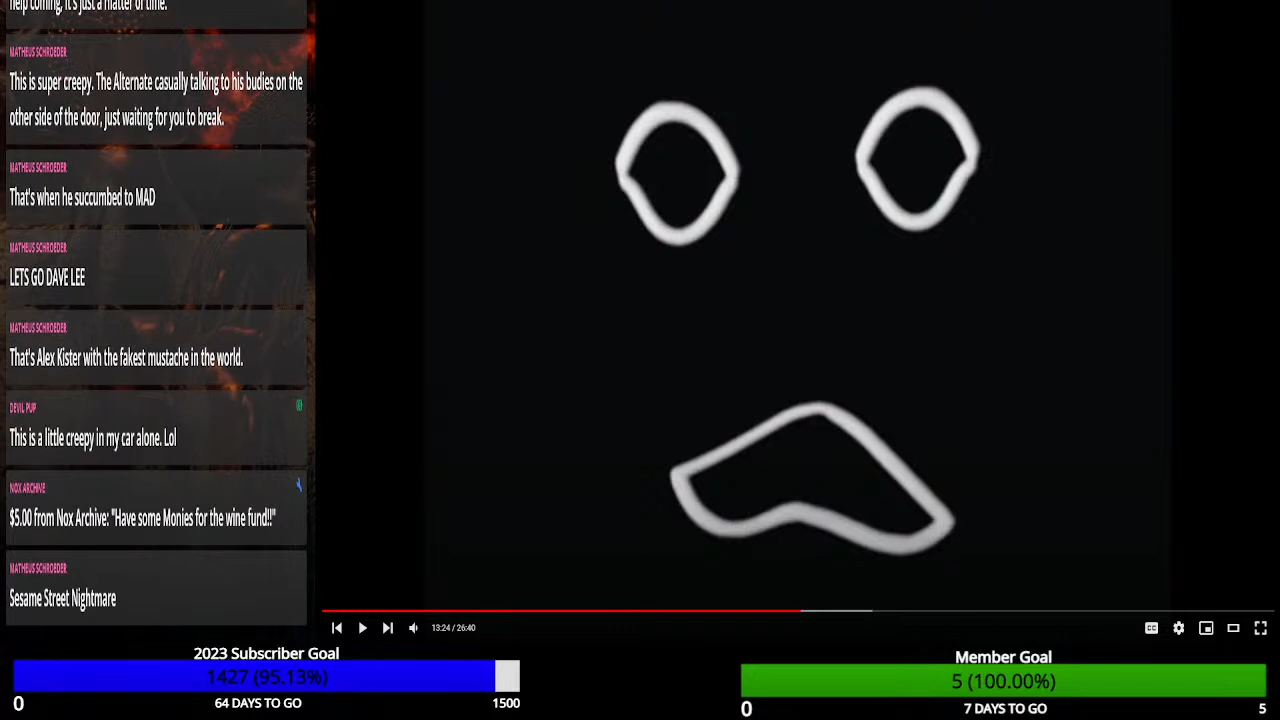 help coming, it's just a matter of time.
MATHEUS SCHROEDER
This is super creepy. The Alternate casually talking to his budies on the
other side of the door, just waiting for you to break.
MATHEUS SCHROEDER
That's when he succumbed to MAD
MATHEUS SCHROEDER
LETS GO DAVE LEE
MATHEUS SCHROEDER
That's Alex Kister with the fakest mustache in the world.
DEVIL PUP
This is a little creepy in my car alone. Lol
NOX ARCHIVE
$5.00 from Nox Archive: "Have some Monies for the wine fund!!"
MATHEUS SCHROEDER
Sesame Street Nightmare
13:24 / 26:40
CC
2023 Subscriber Goal
1427 (95.13%)
0 64 DAYS TO GO 1500
Member Goal
5 (100.00%)
0 7 DAYS TO GO 5